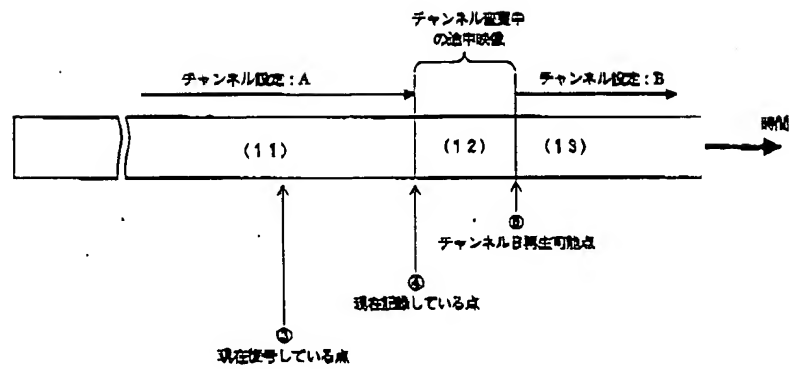 チャンネル変更中
の途中映像
チャンネル設定：A
チャンネル設定：B
時間
(11)
(12)
(13)
チャンネルB再生可能点
④
現在記録している点
③
現在復号している点